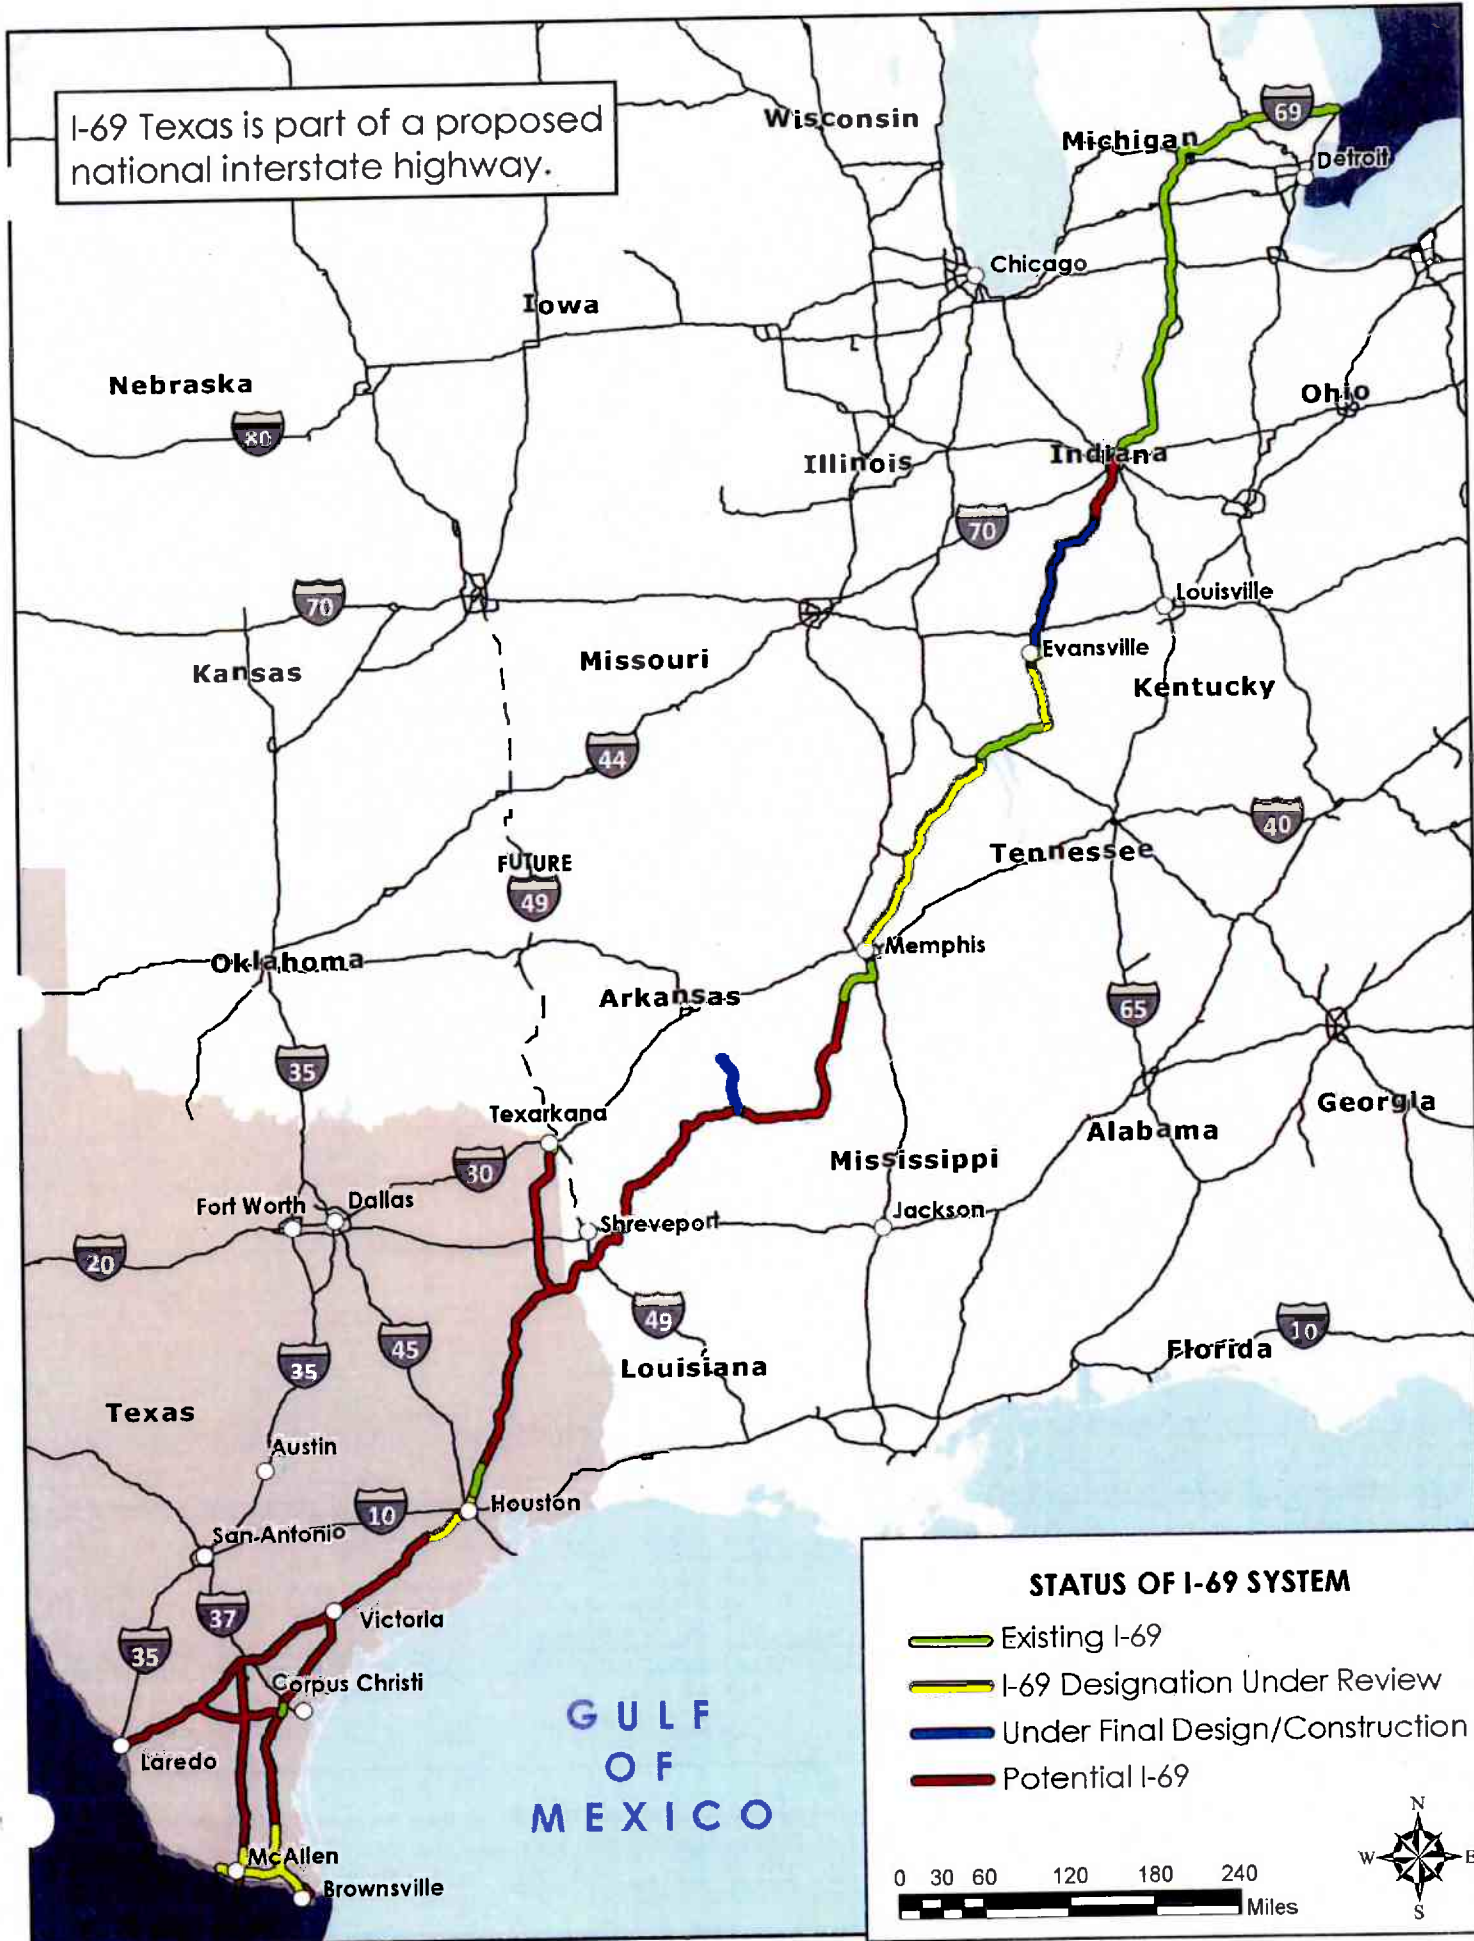 I-69 Texas is part of a proposed
national interstate highway.
Wisconsin
69
Michigan
Detroit
Chicago
Iowa
Nebraska
Ohio
80
Illinois
Indiana
70
70
Louisville
Evansville
Missouri
Kansas
Kentucky
44
40
Tennessee
FUTURE
49
Memphis
Oklahoma
Arkansas
65
35
Texarkana
Georgia
Alabama
Mississippi
30
Fort Worth
Dallas
Shreveport
Jackson
20
49
10
45
35
Florida
Louisiana
Texas
Austin
Houston
10
San Antonio
37
Victoria
35
Corpus Christi
Laredo
McAllen
Brownsville
GULF
OF
MEXICO
STATUS OF I-69 SYSTEM
Existing I-69
I-69 Designation Under Review
Under Final Design/Construction
Potential I-69
N
W
E
S
0 30 60 120 180 240
Miles